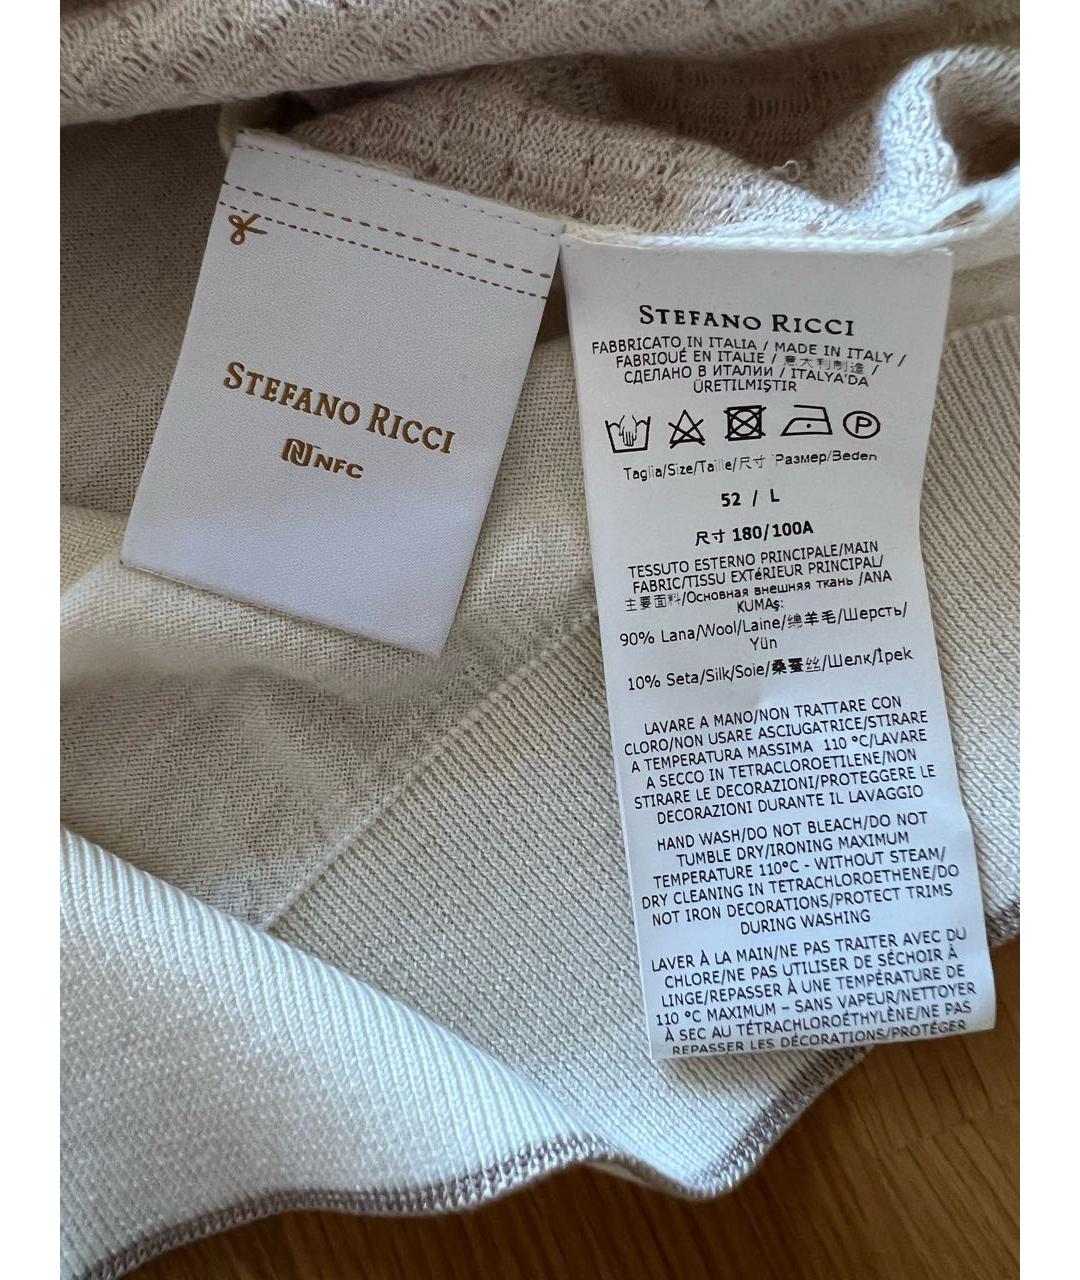 STEFANO RICCI
NFC
STEFANO RICCI
FABBRICATO IN ITALIA / MADE IN ITALY /
FABRIQUÉ EN ITALIE / 意大利制造 /
СДЕЛАНО В ИТАЛИИ / ITALYA'DA
ÜRETILMIŞTIR
P
Taglia/Size/Taille/尺寸 Размер/Beden
52 / L
尺寸 180/100A
TESSUTO ESTERNO PRINCIPALE/MAIN
FABRIC/TISSU EXTéRIEUR PRINCIPAL/
主要面料/Основная внешняя ткань /ANA
KUMAş:
90% Lana/Wool/Laine/绵羊毛/Шерсть/
Yün
10% Seta/Silk/Soie/桑蚕丝/Шелк/İpek
LAVARE A MANO/NON TRATTARE CON
CLORO/NON USARE ASCIUGATRICE/STIRARE
A TEMPERATURA MASSIMA 110 °C/LAVARE
A SECCO IN TETRACLOROETILENE/NON
STIRARE LE DECORAZIONI/PROTEGGERE LE
DECORAZIONI DURANTE IL LAVAGGIO
HAND WASH/DO NOT BLEACH/DO NOT
TUMBLE DRY/IRONING MAXIMUM
TEMPERATURE 110°C - WITHOUT STEAM/
DRY CLEANING IN TETRACHLOROETHENE/DO
NOT IRON DECORATIONS/PROTECT TRIMS
DURING WASHING
LAVER À LA MAIN/NE PAS TRAITER AVEC DU
CHLORE/NE PAS UTILISER DE SÉCHOIR À
LINGE/REPASSER À UNE TEMPÉRATURE DE
110 °C MAXIMUM – SANS VAPEUR/NETTOYER
À SEC AU TÉTRACHLOROÉTHYLÈNE/NE PAS
REPASSER LES DÉCORATIONS/PROTÉGER